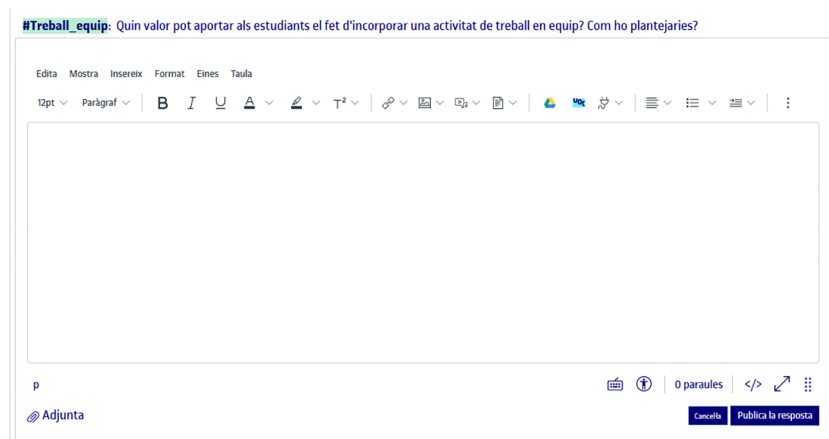 #Treball_equip: Quin valor pot aportar als estudiants el fet d'incorporar una activitat de treball en equip? Com ho plantejaries?
Edita Mostra Insereix Format Eines Taula
12pt Paràgraf B I U A T²
UOC
p 0 paraules </>
Adjunta Cancel·la Publica la resposta